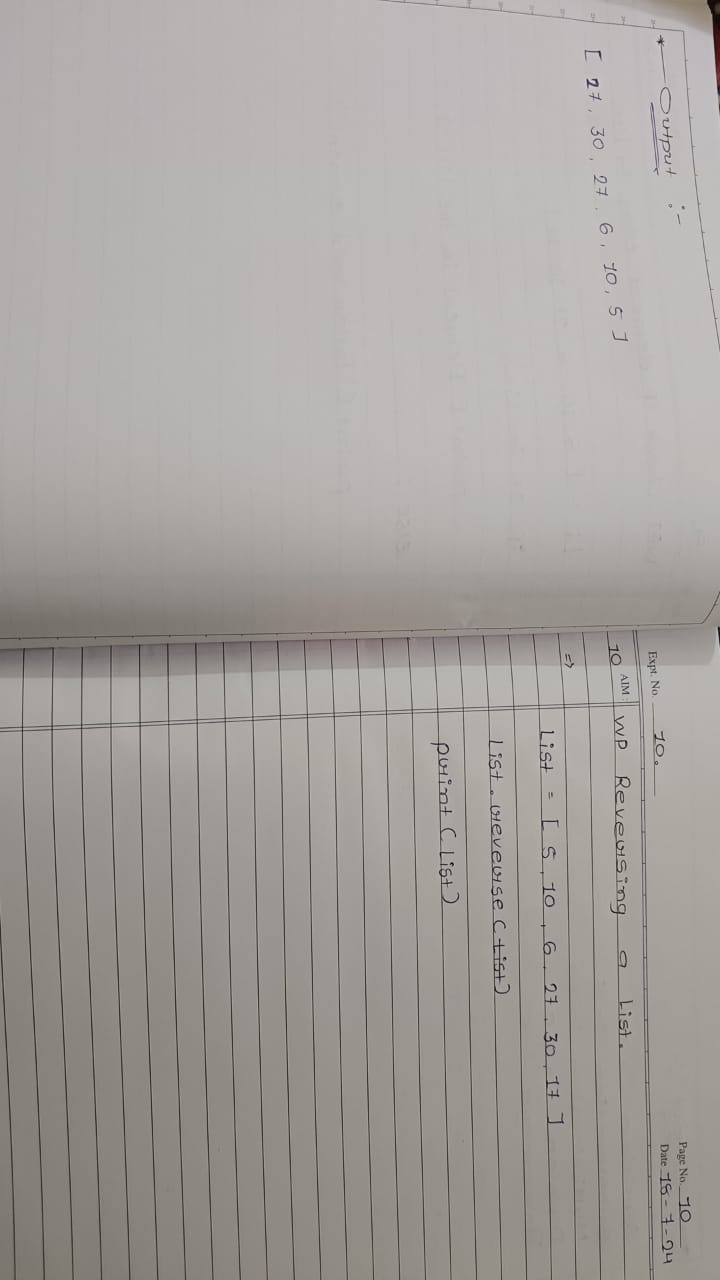 * Output :-
[ 27, 30, 27, 6, 10, 5 ]
Expt. No. 10.
Page No. 10
Date 18-7-24
10 AIM: WP Reversing a List.
=> List = [ 5, 10, 6, 27, 30, 17 ]
List.reverse(List)
print(List)